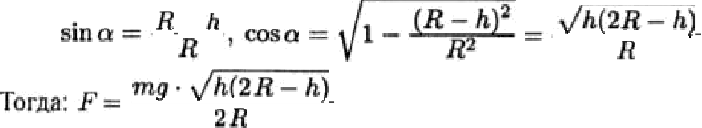 sin α = (R h)/R, cos α = √(1 − (R − h)²/R²) = √(h(2R − h))/R
Тогда: F = (mg · √(h(2R − h)))/(2R)